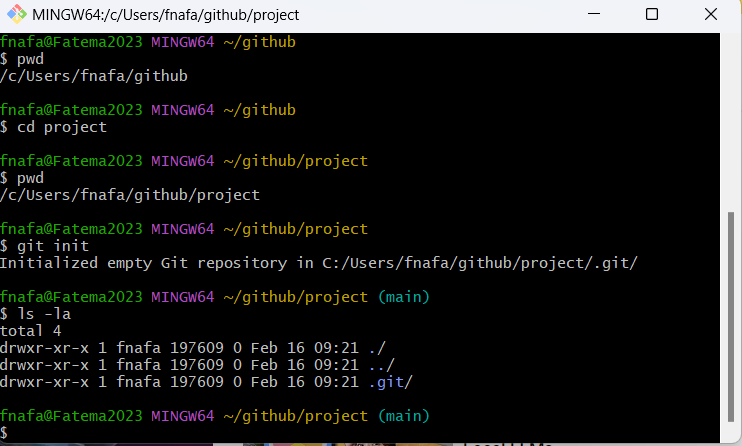 MINGW64:/c/Users/fnafa/github/project
fnafa@Fatema2023 MINGW64 ~/github
$ pwd
/c/Users/fnafa/github
fnafa@Fatema2023 MINGW64 ~/github
$ cd project
fnafa@Fatema2023 MINGW64 ~/github/project
$ pwd
/c/Users/fnafa/github/project
fnafa@Fatema2023 MINGW64 ~/github/project
$ git init
Initialized empty Git repository in C:/Users/fnafa/github/project/.git/
fnafa@Fatema2023 MINGW64 ~/github/project (main)
$ ls -la
total 4
drwxr-xr-x 1 fnafa 197609 0 Feb 16 09:21 ./
drwxr-xr-x 1 fnafa 197609 0 Feb 16 09:21 ../
drwxr-xr-x 1 fnafa 197609 0 Feb 16 09:21 .git/
fnafa@Fatema2023 MINGW64 ~/github/project (main)
$